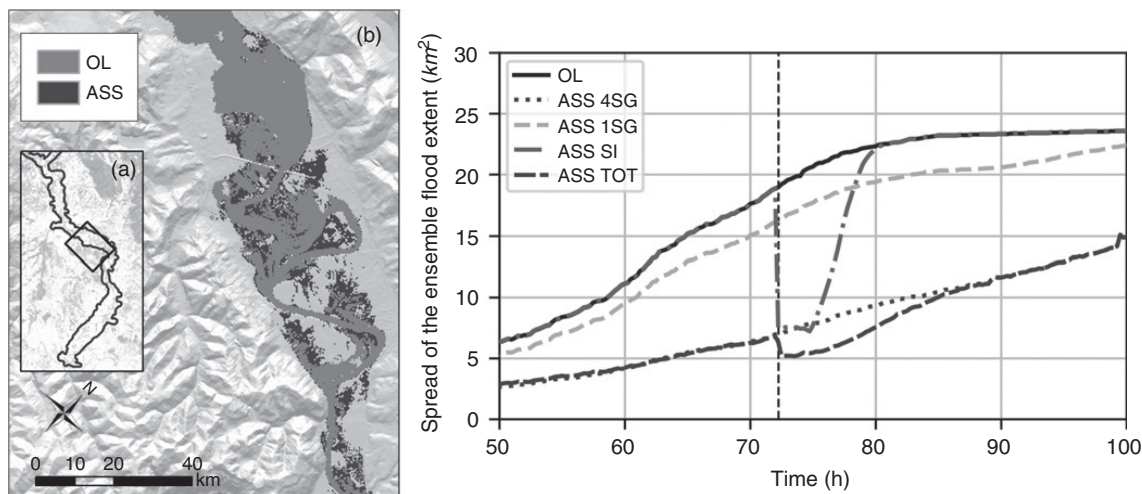 (b)
OL
ASS
(a)
N
0 10 20 40
km
Spread of the ensemble flood extent (km²)
30
25
20
15
10
5
0
OL
ASS 4SG
ASS 1SG
ASS SI
ASS TOT
50 60 70 80 90 100
Time (h)